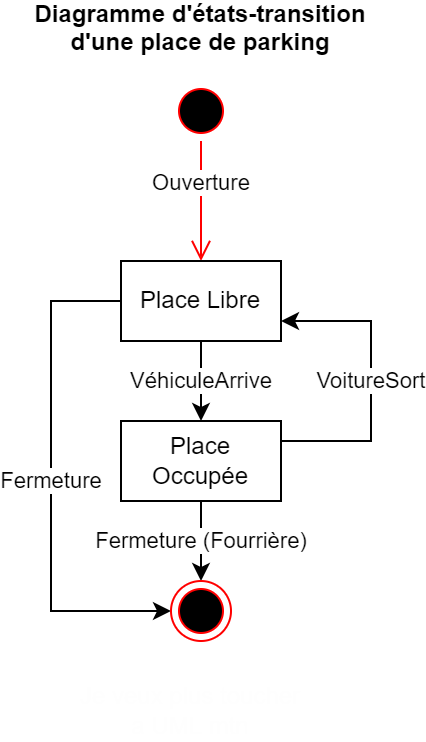 Diagramme d'états-transition
d'une place de parking
Ouverture
Place Libre
VéhiculeArrive
VoitureSort
Place
Occupée
Fermeture
Fermeture (Fourrière)